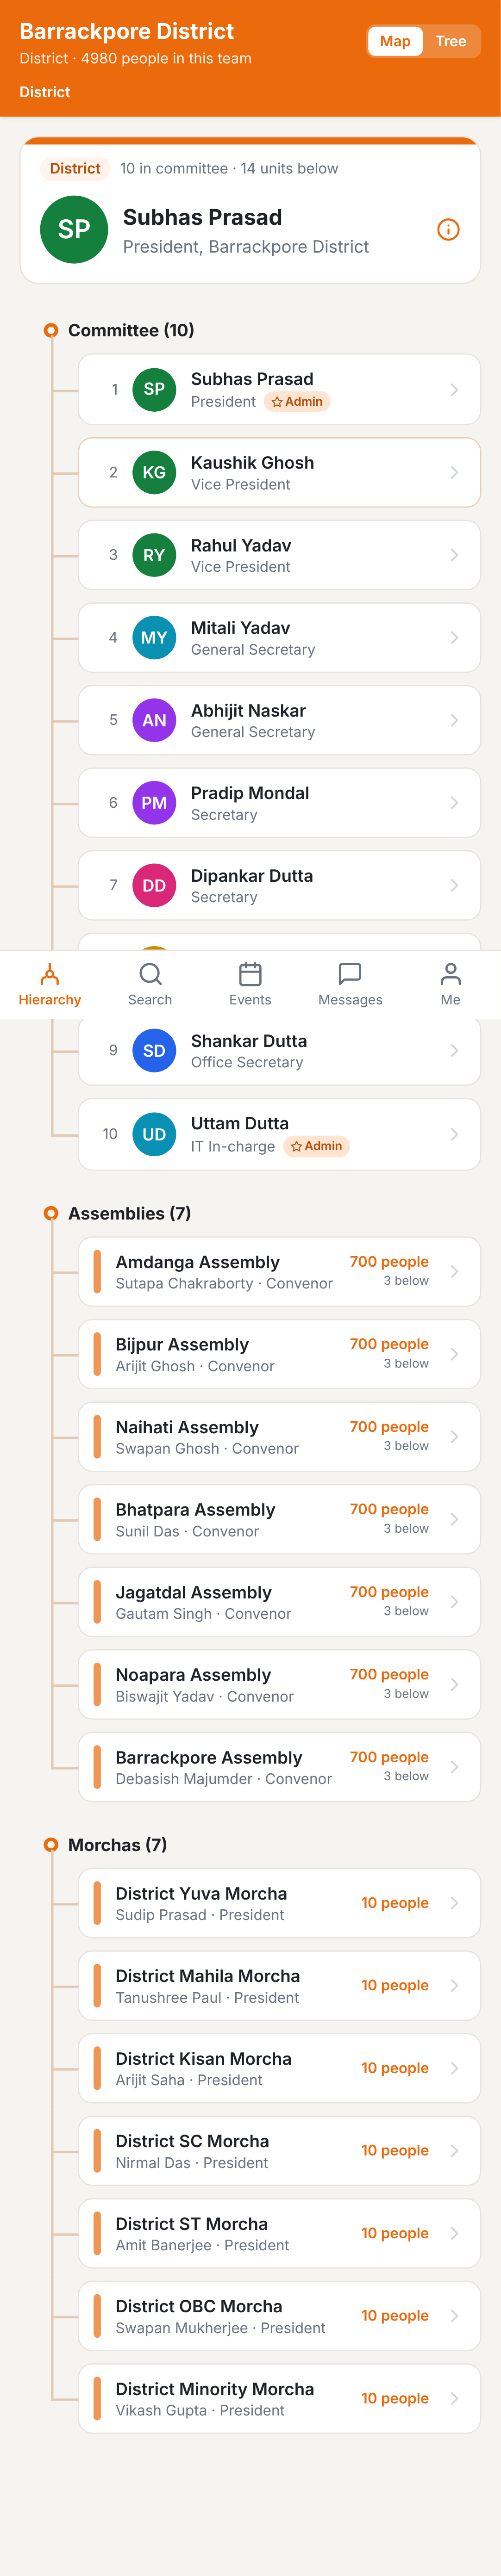 Barrackpore District
District · 4980 people in this team
Map
Tree
District
District
10 in committee · 14 units below
SP
Subhas Prasad
President, Barrackpore District
Committee (10)
1
SP
Subhas Prasad
President
Admin
2
KG
Kaushik Ghosh
Vice President
3
RY
Rahul Yadav
Vice President
4
MY
Mitali Yadav
General Secretary
5
AN
Abhijit Naskar
General Secretary
6
PM
Pradip Mondal
Secretary
7
DD
Dipankar Dutta
Secretary
Hierarchy
Search
Events
Messages
Me
9
SD
Shankar Dutta
Office Secretary
10
UD
Uttam Dutta
IT In-charge
Admin
Assemblies (7)
Amdanga Assembly
Sutapa Chakraborty · Convenor
700 people
3 below
Bijpur Assembly
Arijit Ghosh · Convenor
700 people
3 below
Naihati Assembly
Swapan Ghosh · Convenor
700 people
3 below
Bhatpara Assembly
Sunil Das · Convenor
700 people
3 below
Jagatdal Assembly
Gautam Singh · Convenor
700 people
3 below
Noapara Assembly
Biswajit Yadav · Convenor
700 people
3 below
Barrackpore Assembly
Debasish Majumder · Convenor
700 people
3 below
Morchas (7)
District Yuva Morcha
Sudip Prasad · President
10 people
District Mahila Morcha
Tanushree Paul · President
10 people
District Kisan Morcha
Arijit Saha · President
10 people
District SC Morcha
Nirmal Das · President
10 people
District ST Morcha
Amit Banerjee · President
10 people
District OBC Morcha
Swapan Mukherjee · President
10 people
District Minority Morcha
Vikash Gupta · President
10 people